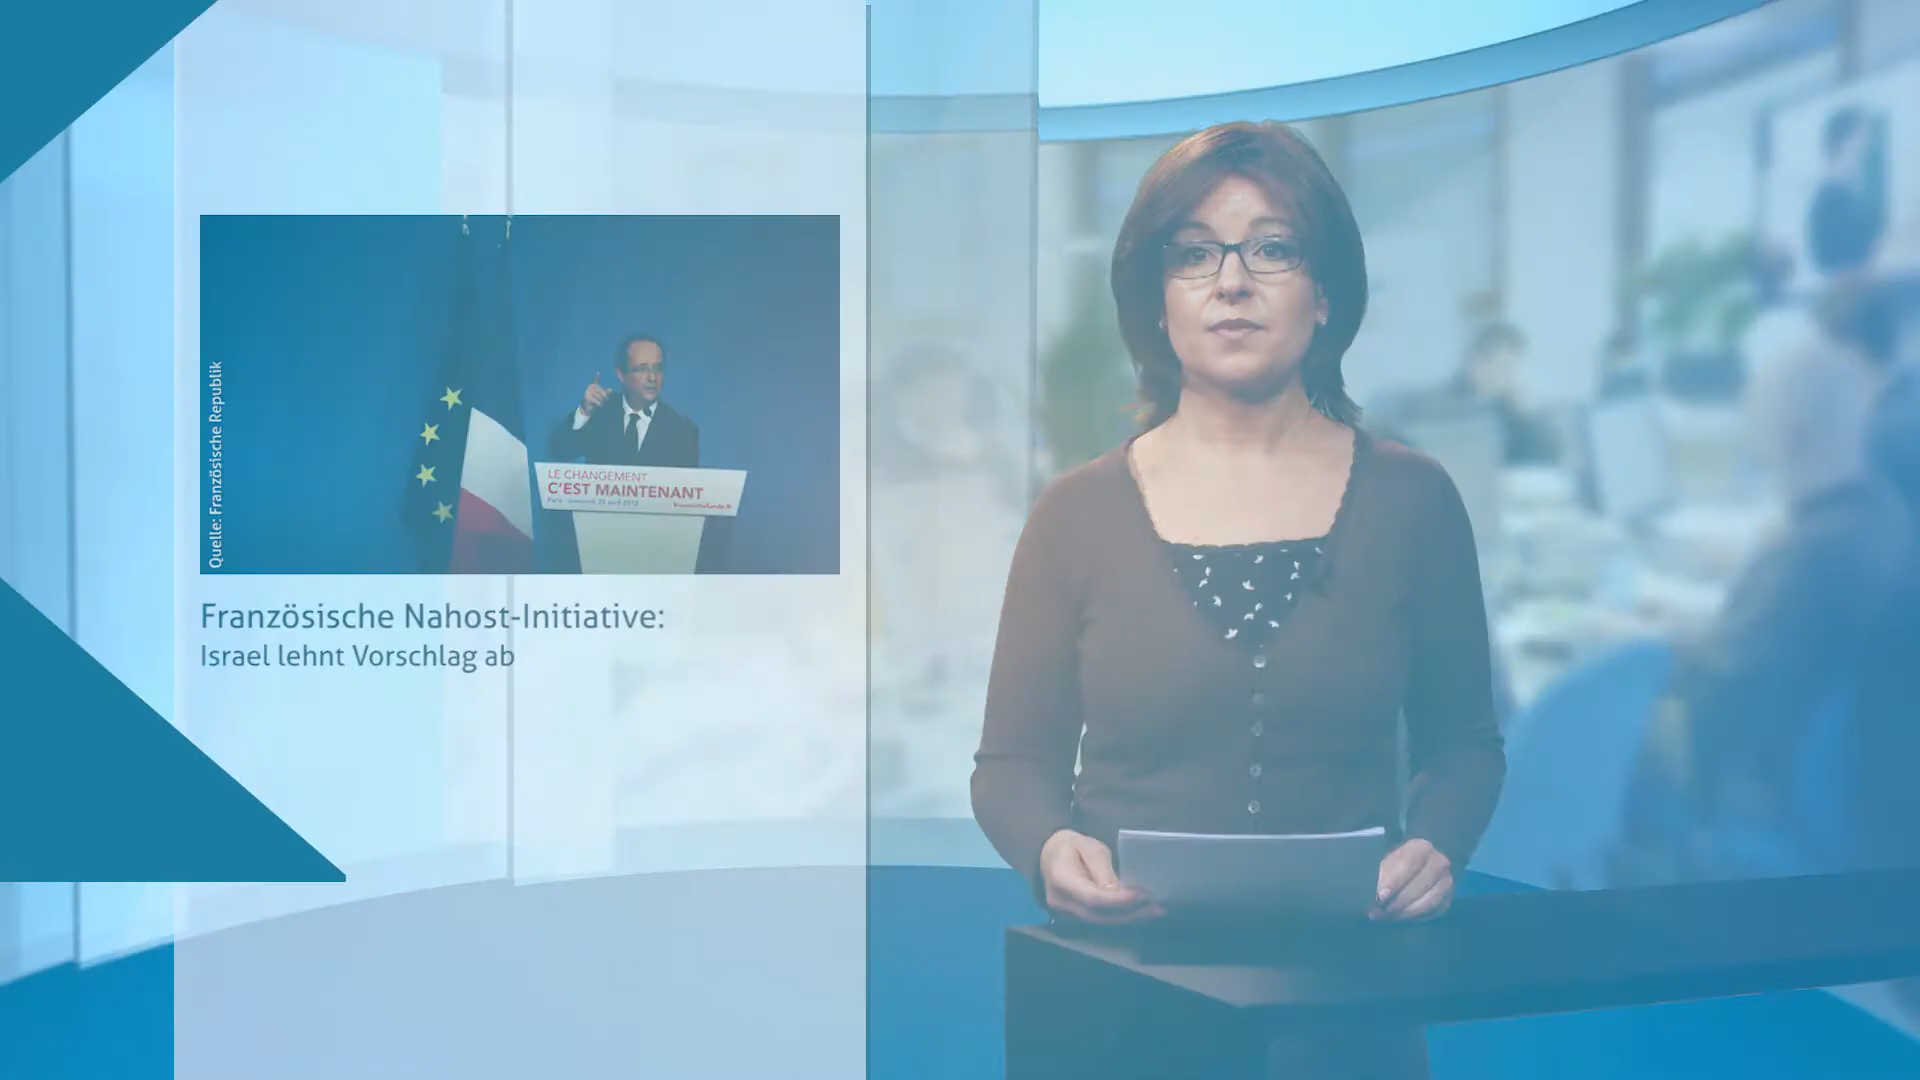 Quelle: Französische Republik
LE CHANGEMENT
C'EST MAINTENANT
Französische Nahost-Initiative:
Israel lehnt Vorschlag ab